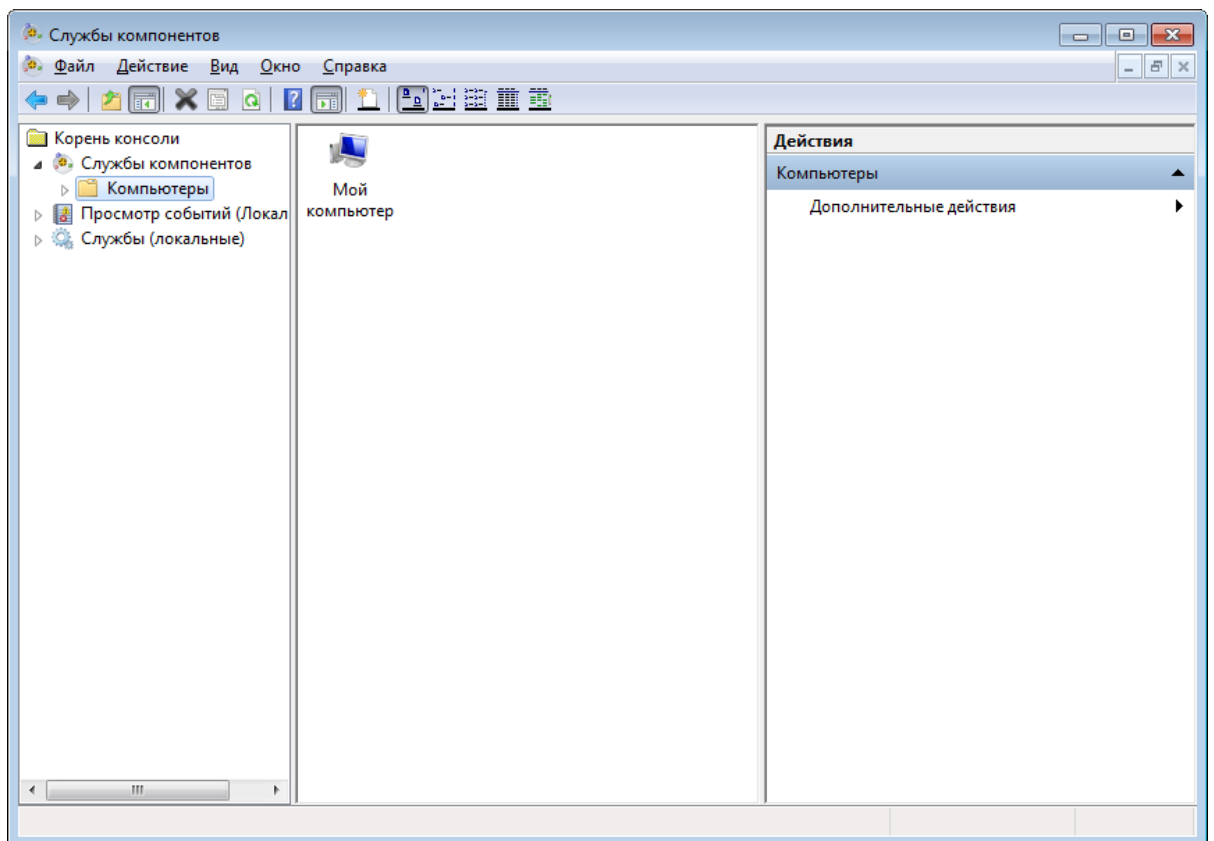 Службы компонентов
Файл Действие Вид Окно Справка
Корень консоли
Службы компонентов
Компьютеры
Просмотр событий (Локал
Службы (локальные)
Мой
компьютер
Действия
Компьютеры
Дополнительные действия